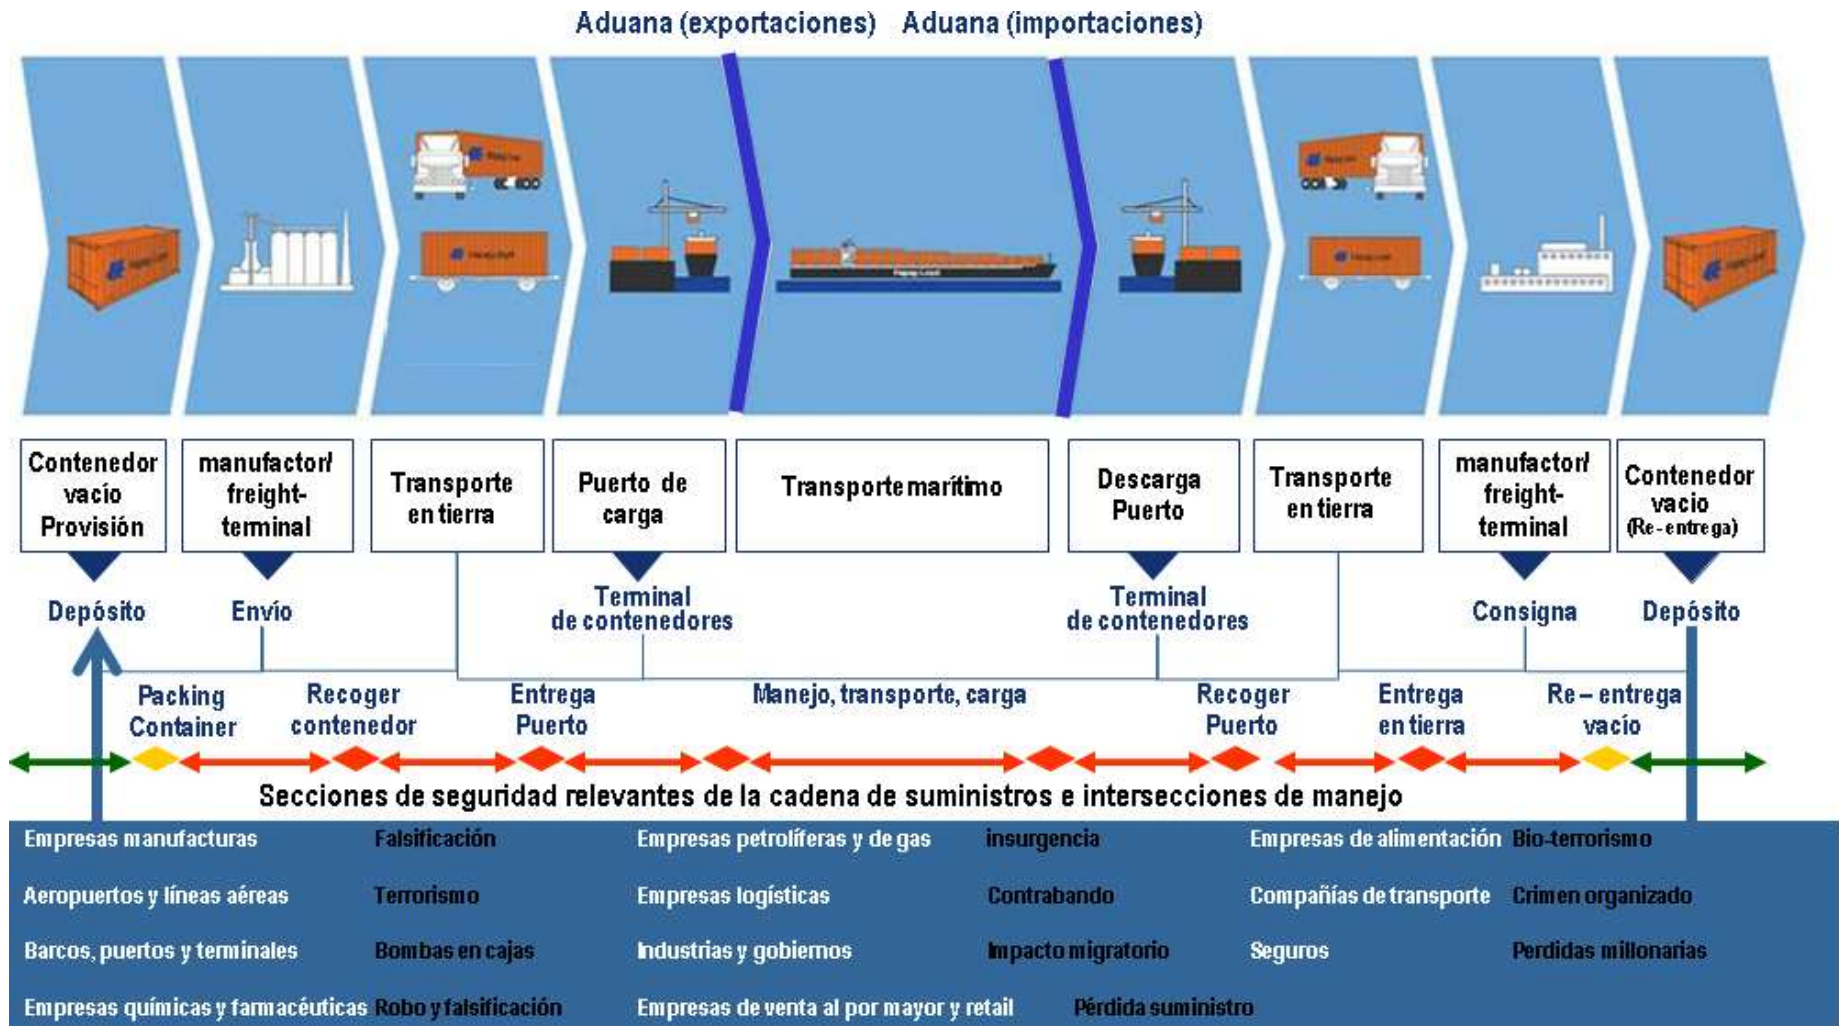 Aduana (exportaciones) Aduana (importaciones)
Hapag-Lloyd
Contenedor
vacío
Provisión
manufactor/
freight-
terminal
Transporte
en tierra
Puerto de
carga
Transporte marítimo
Descarga
Puerto
Transporte
en tierra
manufactor/
freight-
terminal
Contenedor
vacio
(Re-entrega)
Depósito
Envío
Terminal
de contenedores
Terminal
de contenedores
Consigna
Depósito
Packing
Container
Recoger
contenedor
Entrega
Puerto
Manejo, transporte, carga
Recoger
Puerto
Entrega
en tierra
Re – entrega
vacío
Secciones de seguridad relevantes de la cadena de suministros e intersecciones de manejo
Empresas manufacturas Falsificación Empresas petrolíferas y de gas insurgencia Empresas de alimentación Bio-terrorismo
Aeropuertos y líneas aéreas Terrorismo Empresas logísticas Contrabando Compañías de transporte Crimen organizado
Barcos, puertos y terminales Bombas en cajas Industrias y gobiernos Impacto migratorio Seguros Perdidas millonarias
Empresas químicas y farmacéuticas Robo y falsificación Empresas de venta al por mayor y retail Pérdida suministro